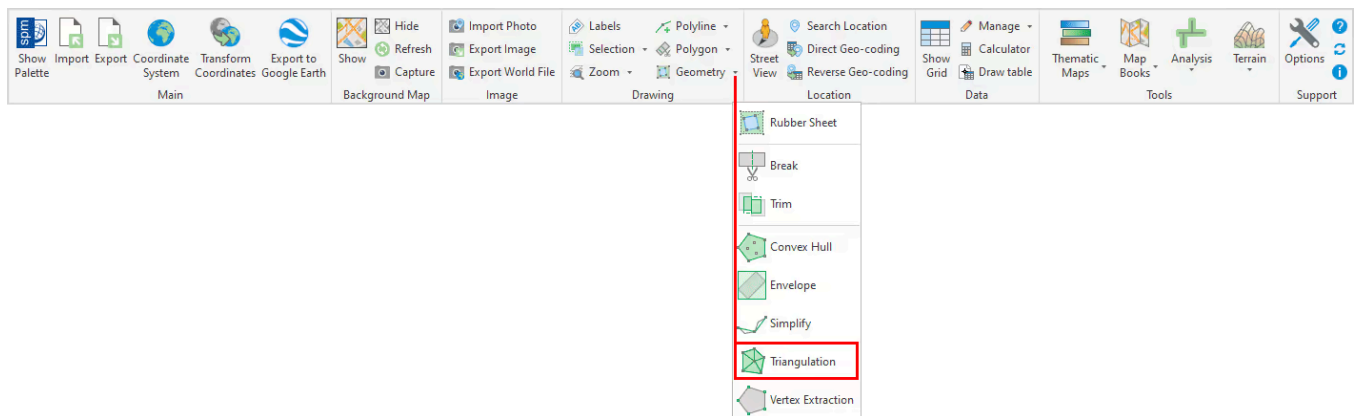 spm
Show Palette
Import
Export
Coordinate System
Transform Coordinates
Export to Google Earth
Main
Show
Hide
Refresh
Capture
Background Map
Import Photo
Export Image
Export World File
Image
Labels
Selection
Zoom
Polyline
Polygon
Geometry
Drawing
Street View
Search Location
Direct Geo-coding
Reverse Geo-coding
Location
Show Grid
Manage
Calculator
Draw table
Data
Thematic Maps
Map Books
Analysis
Terrain
Tools
Options
?
i
Support
Rubber Sheet
Break
Trim
Convex Hull
Envelope
Simplify
Triangulation
Vertex Extraction